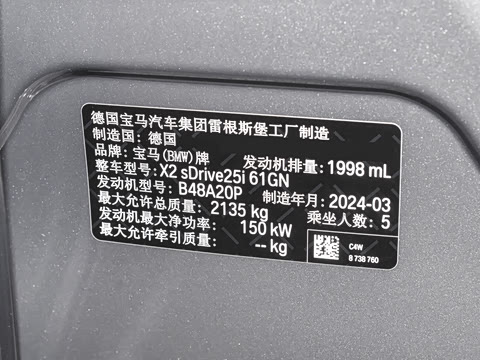 德国宝马汽车集团雷根斯堡工厂制造
制造国：德国
品牌：宝马(BMW)牌 发动机排量：1998 mL
整车型号：X2 sDrive25i 61GN
发动机型号：B48A20P 制造年月：2024-03
最大允许总质量：2135 kg 乘坐人数：5
发动机最大净功率：150 kW
最大允许牵引质量：-- kg
C4W
8 738 760